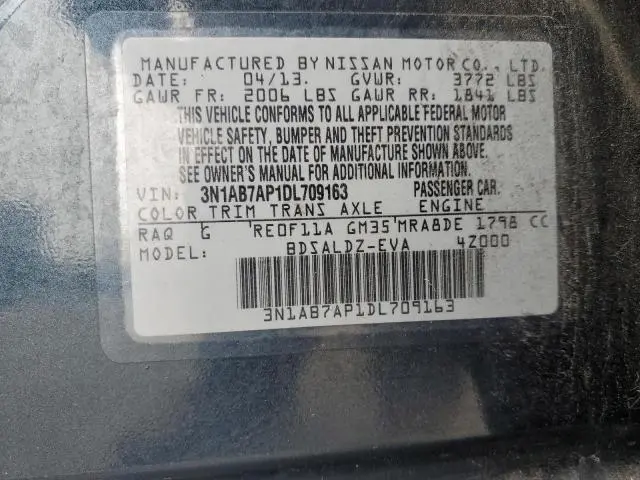 MANUFACTURED BY NISSAN MOTOR CO., LTD.
DATE: 04/13. GVWR: 3772 LBS
GAWR FR: 2006 LBS GAWR RR: 1841 LBS
THIS VEHICLE CONFORMS TO ALL APPLICABLE FEDERAL MOTOR
VEHICLE SAFETY, BUMPER AND THEFT PREVENTION STANDARDS
IN EFFECT ON THE DATE OF MANUFACTURE SHOWN ABOVE.
SEE OWNER'S MANUAL FOR ADDITIONAL INFORMATION.
VIN: 3N1AB7AP1DL709163 PASSENGER CAR.
COLOR TRIM TRANS AXLE ENGINE
RAQ G RE0F11A GM35 MRA8DE 1798 CC
MODEL: BDSALDZ-EVA 4Z000
3N1AB7AP1DL709163